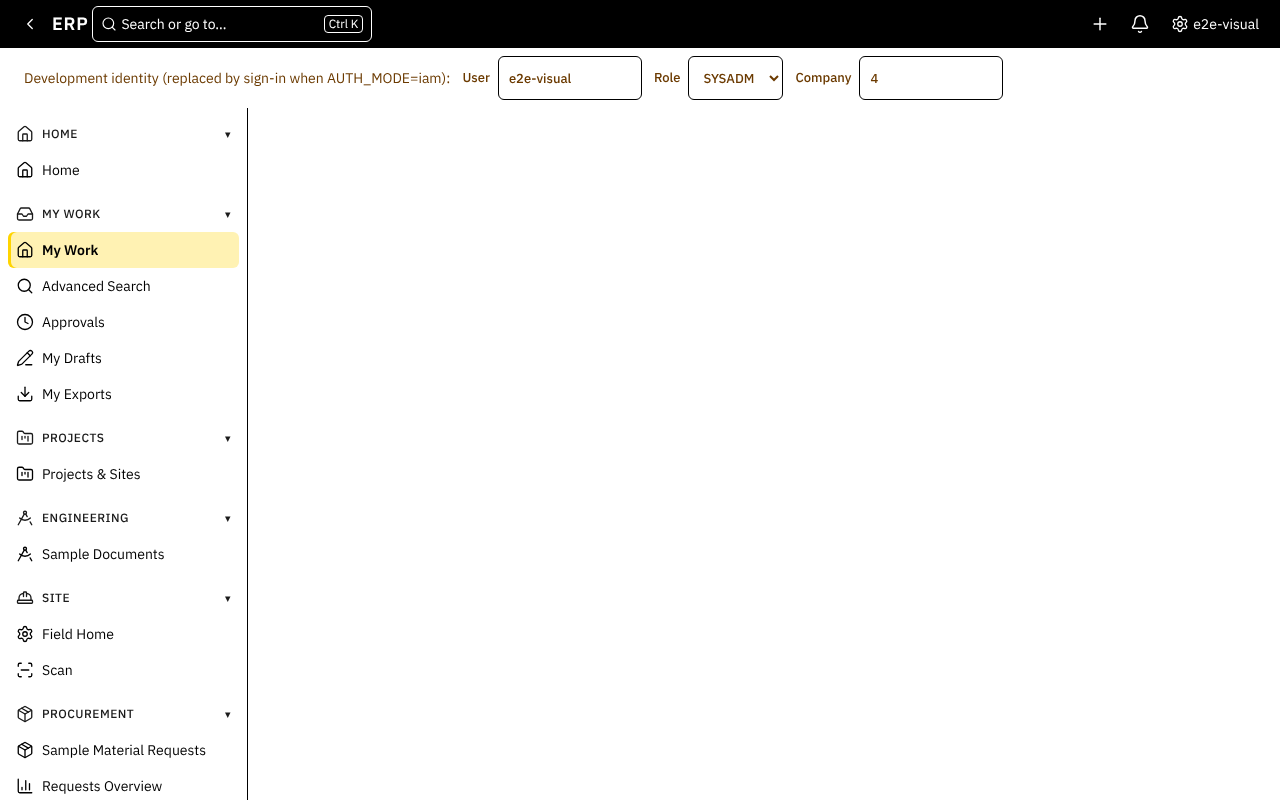 ERP Search or go to... Ctrl K e2e-visual
Development identity (replaced by sign-in when AUTH_MODE=iam): User e2e-visual Role SYSADM Company 4
HOME
Home
MY WORK
My Work
Advanced Search
Approvals
My Drafts
My Exports
PROJECTS
Projects & Sites
ENGINEERING
Sample Documents
SITE
Field Home
Scan
PROCUREMENT
Sample Material Requests
Requests Overview